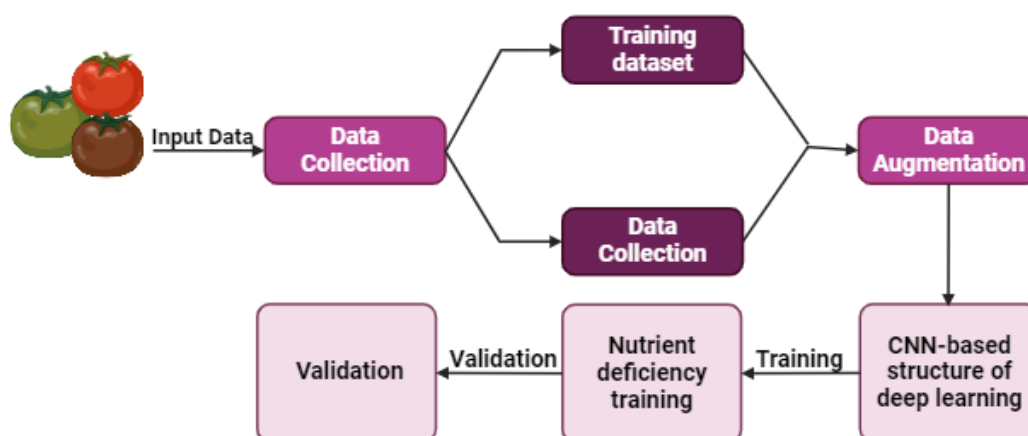 Training
dataset
Input Data
Data
Collection
Data
Augmentation
Data
Collection
Validation
Validation
Nutrient
deficiency
training
Training
CNN-based
structure of
deep learning